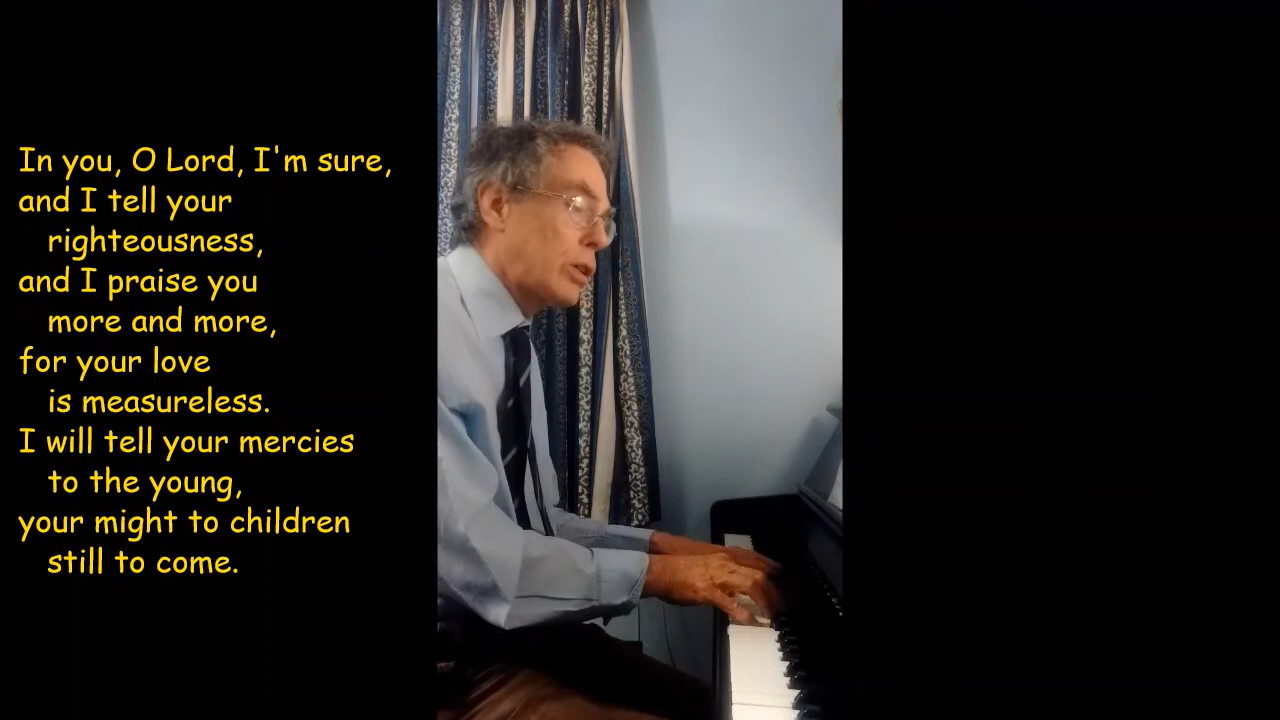 In you, O Lord, I'm sure,
and I tell your
righteousness,
and I praise you
more and more,
for your love
is measureless.
I will tell your mercies
to the young,
your might to children
still to come.